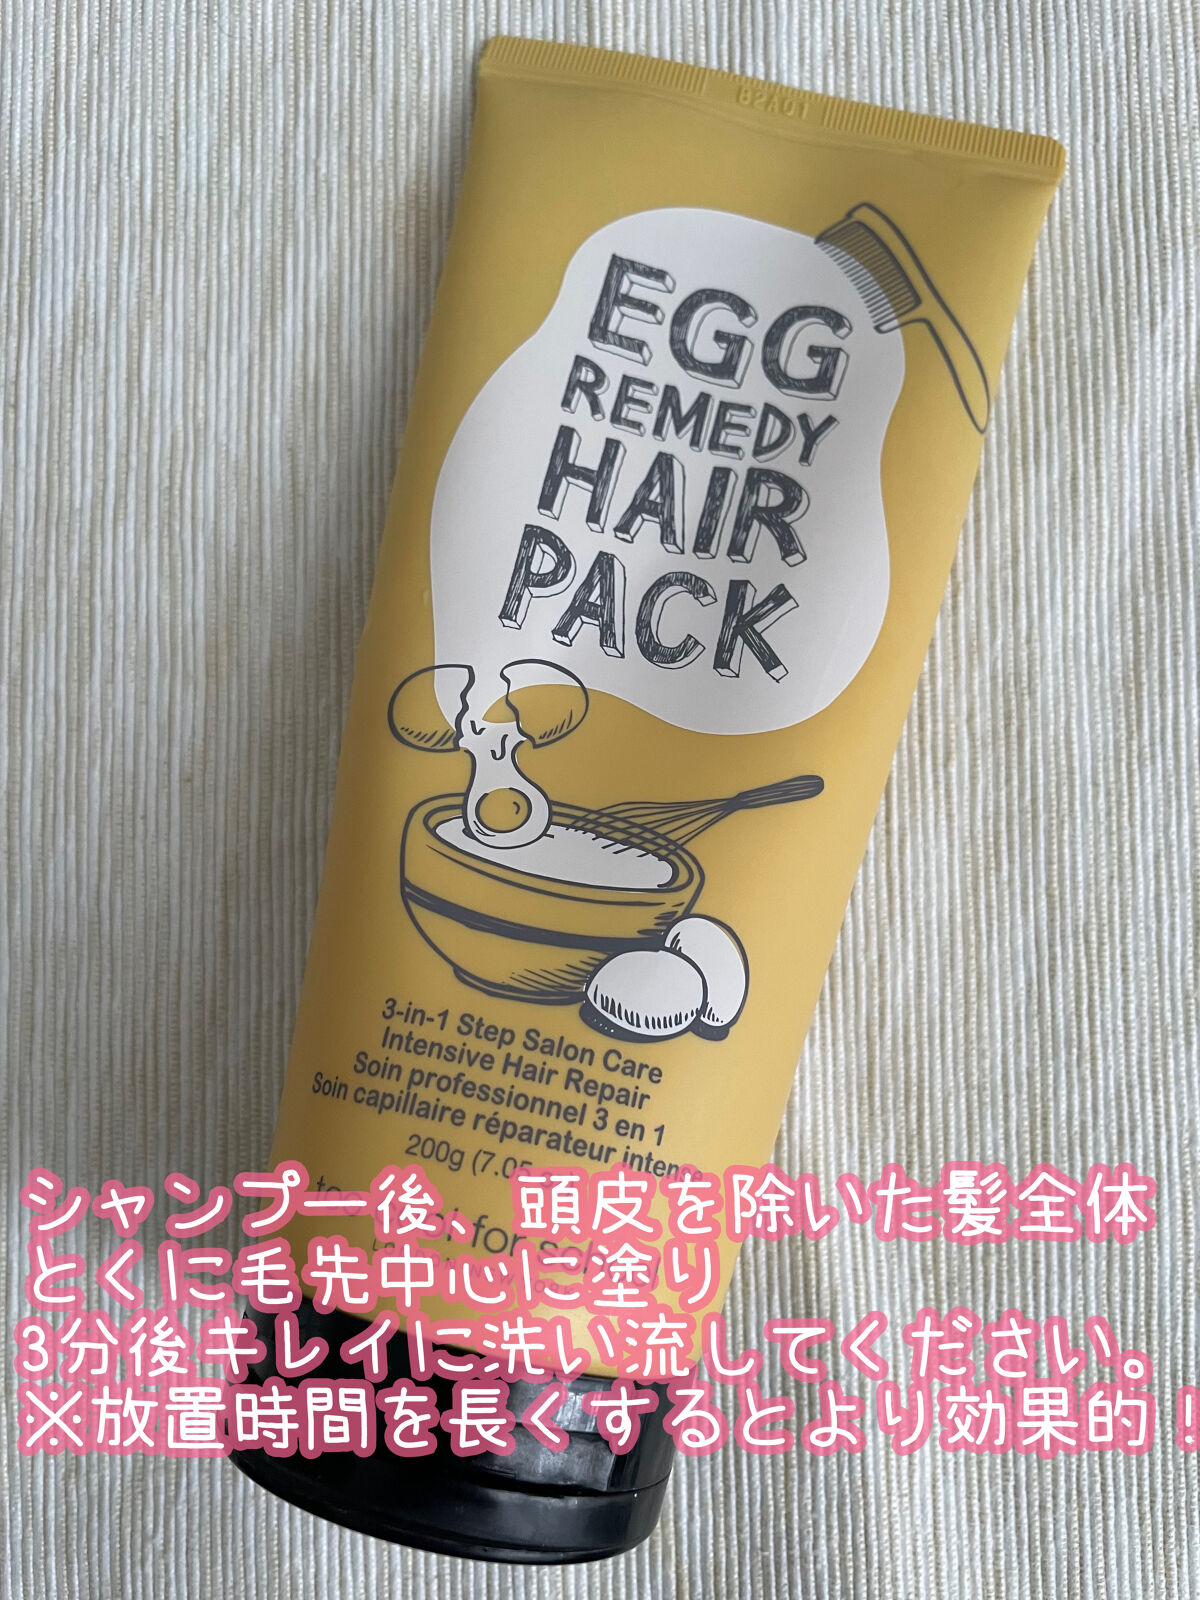 B2A01
EGG
REMEDY
HAIR
PACK
3-in-1 Step Salon Care
Intensive Hair Repair
Soin professionnel 3 en 1
Soin capillaire réparateur intense
200g (7.05
for
シャンプー後、頭皮を除いた髪全体
とくに毛先中心に塗り
3分後キレイに洗い流してください。
※放置時間を長くするとより効果的！